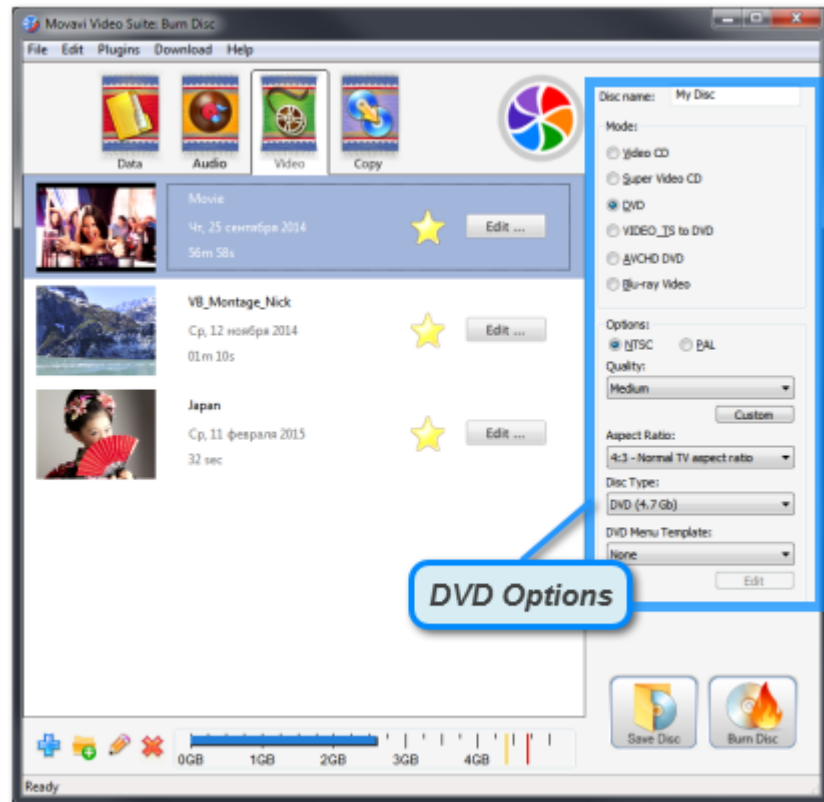 Movavi Video Suite: Burn Disc
File Edit Plugins Download Help
Data
Audio
Video
Copy
Movie
Чт, 25 сентября 2014
56m 58s
Edit ...
V8_Montage_Nick
Ср, 12 ноября 2014
01m 10s
Edit ...
Japan
Ср, 11 февраля 2015
32 sec
Edit ...
Disc name: My Disc
Mode:
Video CD
Super Video CD
DVD
VIDEO_TS to DVD
AVCHD DVD
Blu-ray Video
Options:
NTSC PAL
Quality:
Medium
Custom
Aspect Ratio:
4:3 - Normal TV aspect ratio
Disc Type:
DVD (4.7 Gb)
DVD Menu Template:
None
Edit
DVD Options
Save Disc
Burn Disc
0GB 1GB 2GB 3GB 4GB
Ready